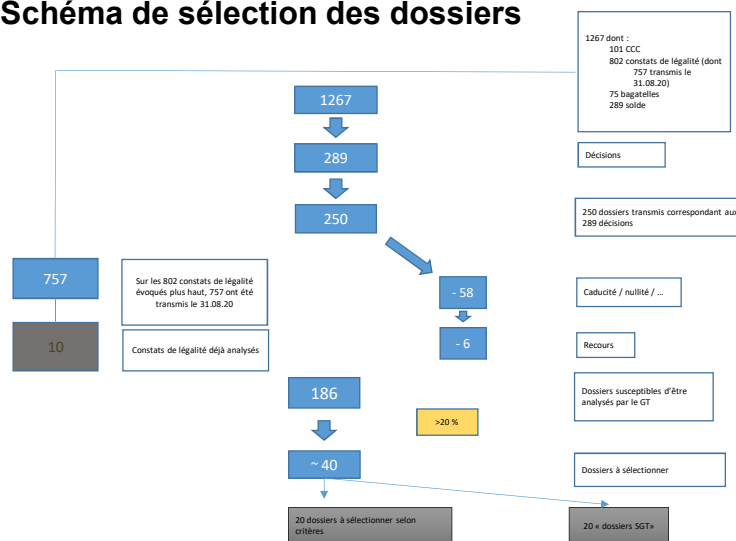 Schéma de sélection des dossiers
1267 dont :
101 CCC
802 constats de légalité (dont
757 transmis le
31.08.20)
75 bagatelles
289 solde
1267
289
Décisions
250
250 dossiers transmis correspondant aux
289 décisions
757
Sur les 802 constats de légalité
évoqués plus haut, 757 ont été
transmis le 31.08.20
- 58
Caducité / nullité / …
10
Constats de légalité déjà analysés
- 6
Recours
186
Dossiers susceptibles d'être
analysés par le GT
>20 %
~ 40
Dossiers à sélectionner
20 dossiers à sélectionner selon
critères
20 « dossiers SGT»